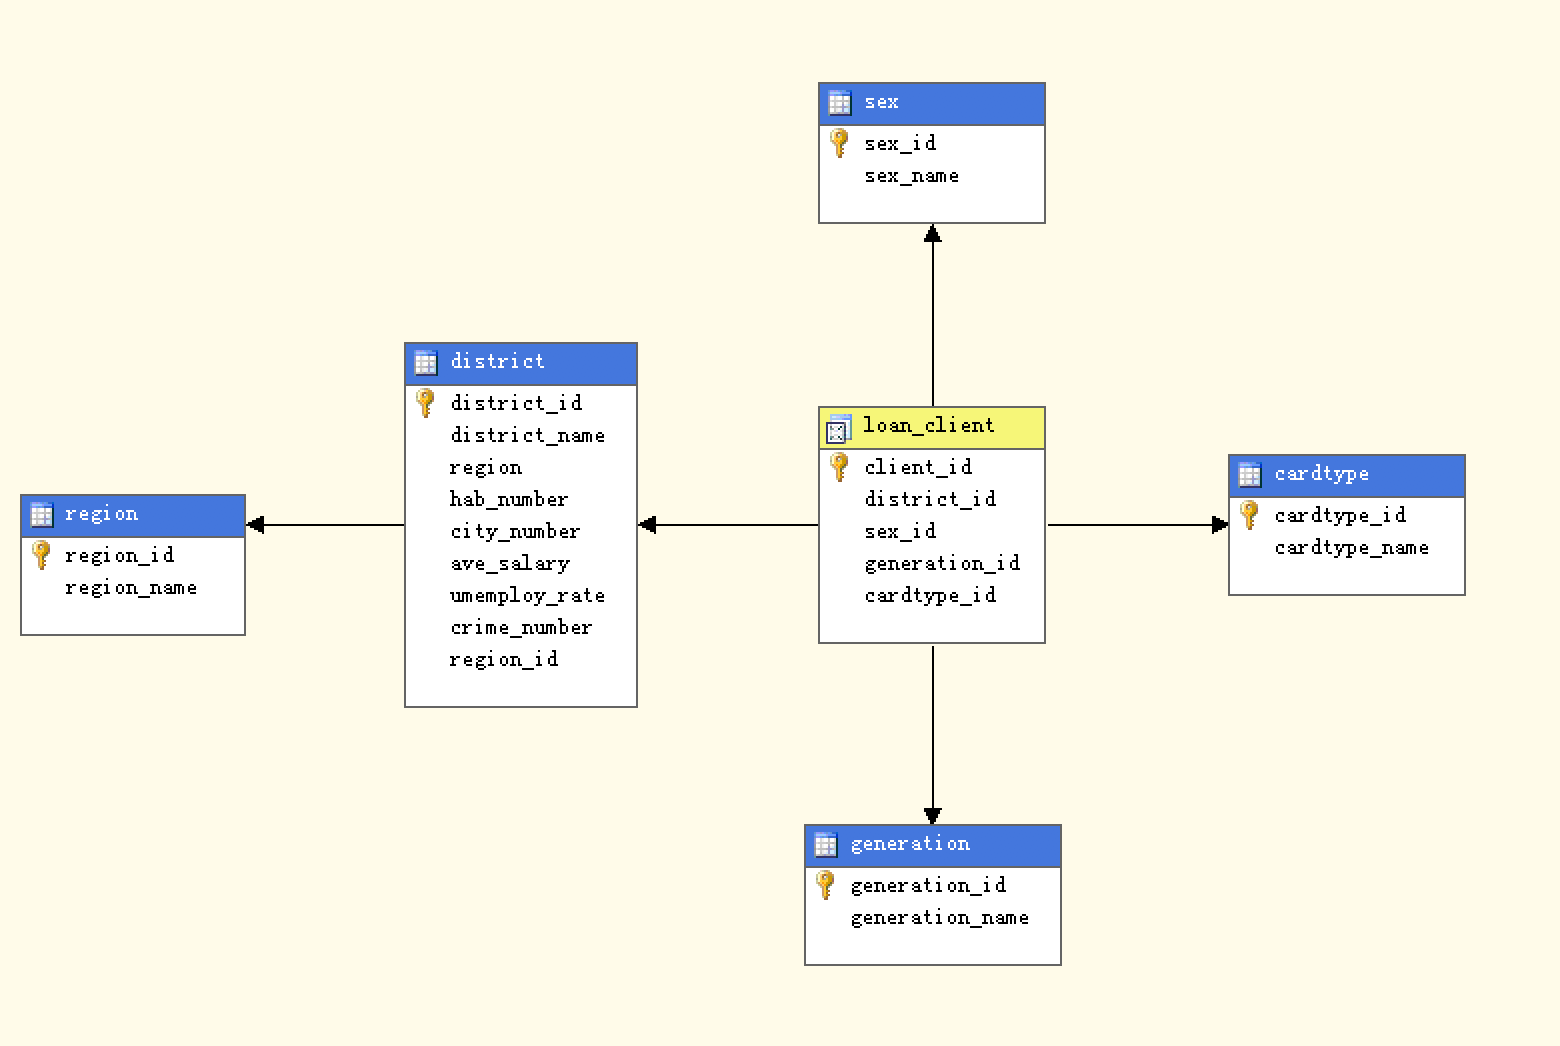 sex
sex_id
sex_name
district
district_id
district_name
region
hab_number
city_number
ave_salary
umemploy_rate
crime_number
region_id
loan_client
client_id
district_id
sex_id
generation_id
cardtype_id
region
region_id
region_name
cardtype
cardtype_id
cardtype_name
generation
generation_id
generation_name